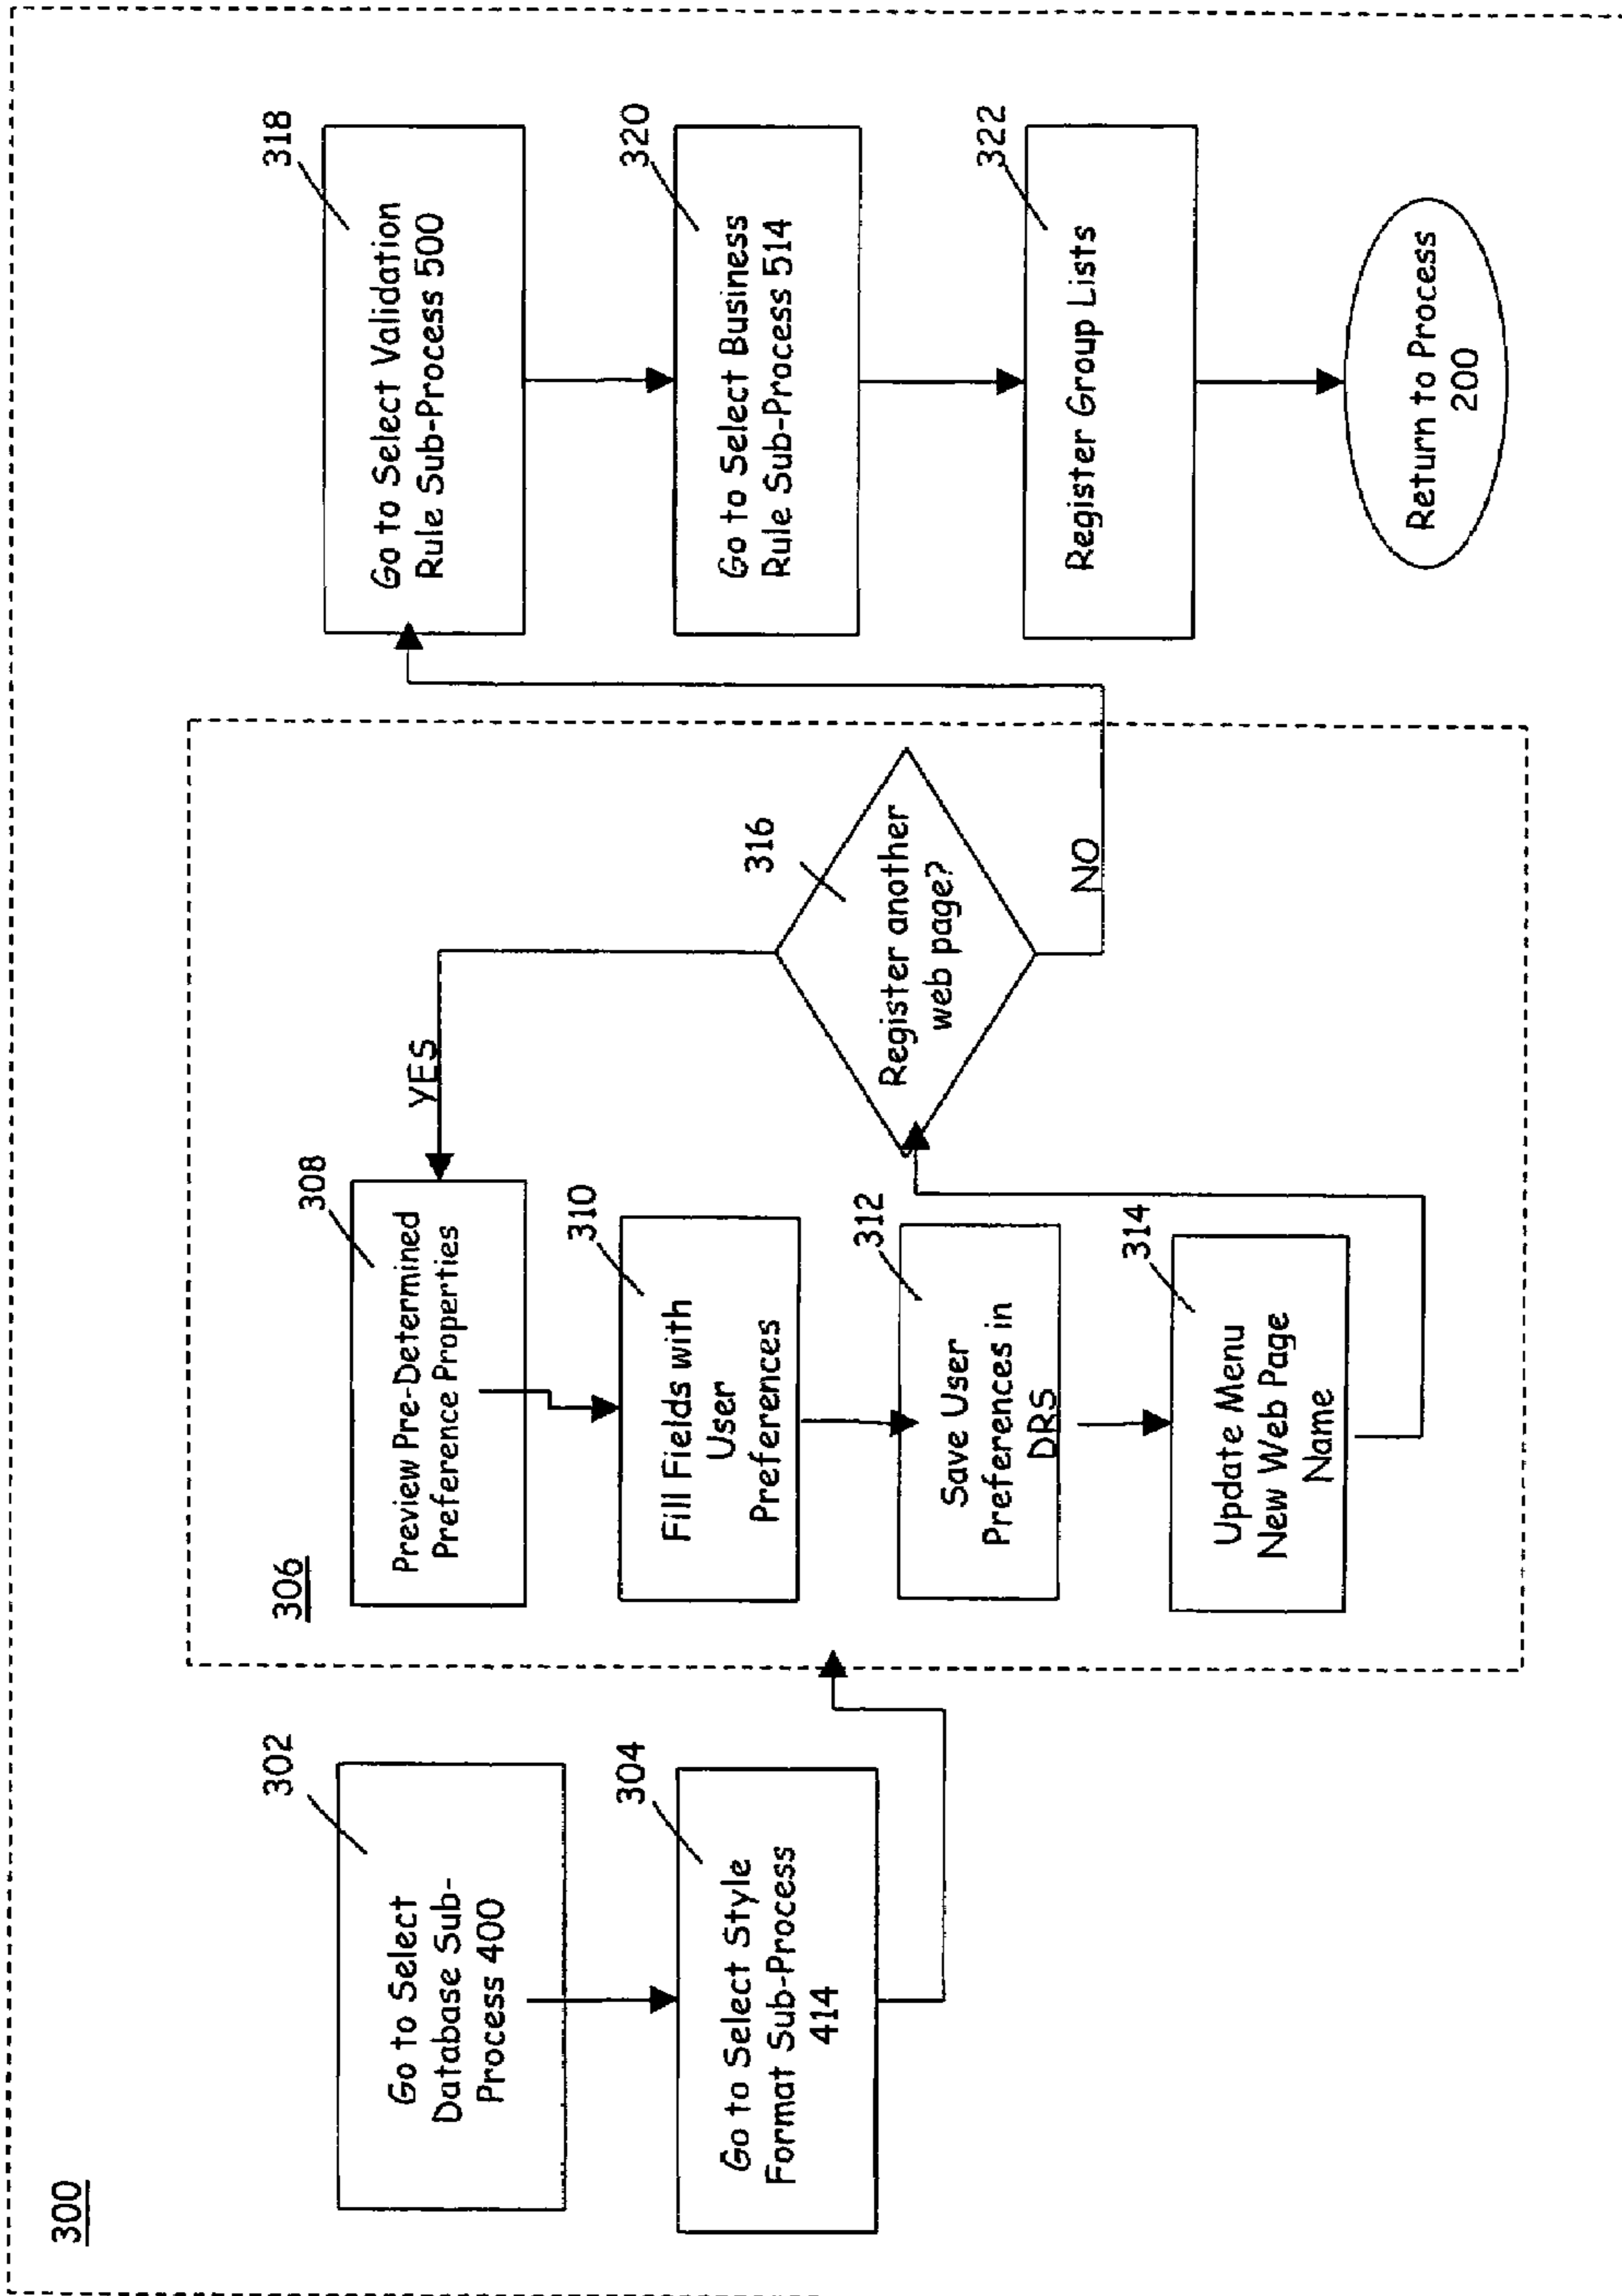 300
302
Go to Select
Database Sub-
Process 400
304
Go to Select Style
Format Sub-Process
414
306
308
Preview Pre-Determined
Preference Properties
310
Fill Fields with
User
Preferences
312
Save User
Preferences in
DRS
314
Update Menu
New Web Page
Name
YES
316
Register another
web page?
NO
318
Go to Select Validation
Rule Sub-Process 500
320
Go to Select Business
Rule Sub-Process 514
322
Register Group Lists
Return to Process
200